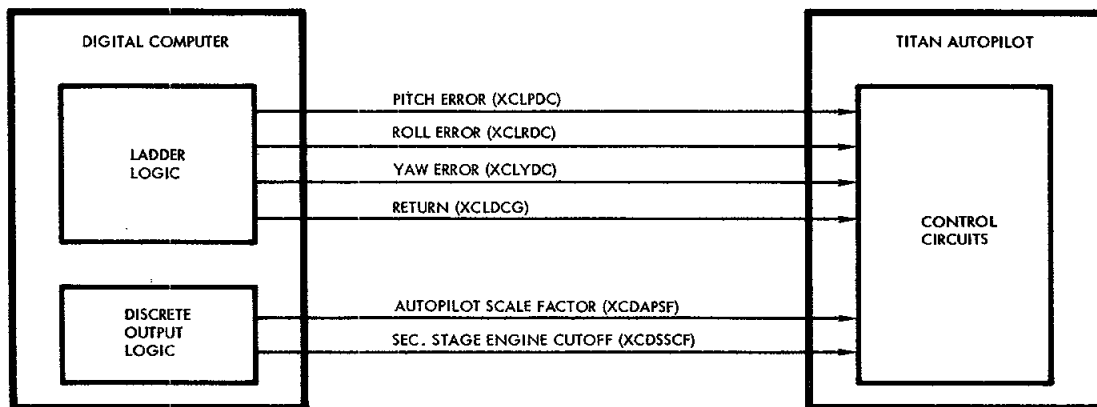 DIGITAL COMPUTER
TITAN AUTOPILOT
LADDER
LOGIC
PITCH ERROR (XCLPDC)
ROLL ERROR (XCLRDC)
YAW ERROR (XCLYDC)
RETURN (XCLDCG)
CONTROL
CIRCUITS
DISCRETE
OUTPUT
LOGIC
AUTOPILOT SCALE FACTOR (XCDAPSF)
SEC. STAGE ENGINE CUTOFF (XCDSSCF)